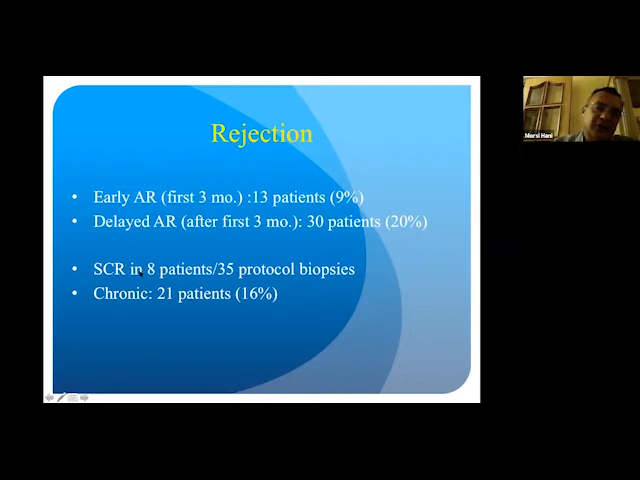 Rejection
• Early AR (first 3 mo.) :13 patients (9%)
• Delayed AR (after first 3 mo.): 30 patients (20%)
• SCR in 8 patients/35 protocol biopsies
• Chronic: 21 patients (16%)
Morsi Hani